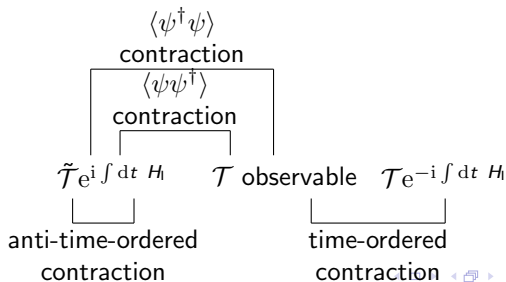 ⟨ψ†ψ⟩
contraction
⟨ψψ†⟩
contraction
𝒯̃e^{i ∫ dt H_I} 𝒯 observable 𝒯e^{−i ∫ dt H_I}
anti-time-ordered time-ordered
contraction contraction